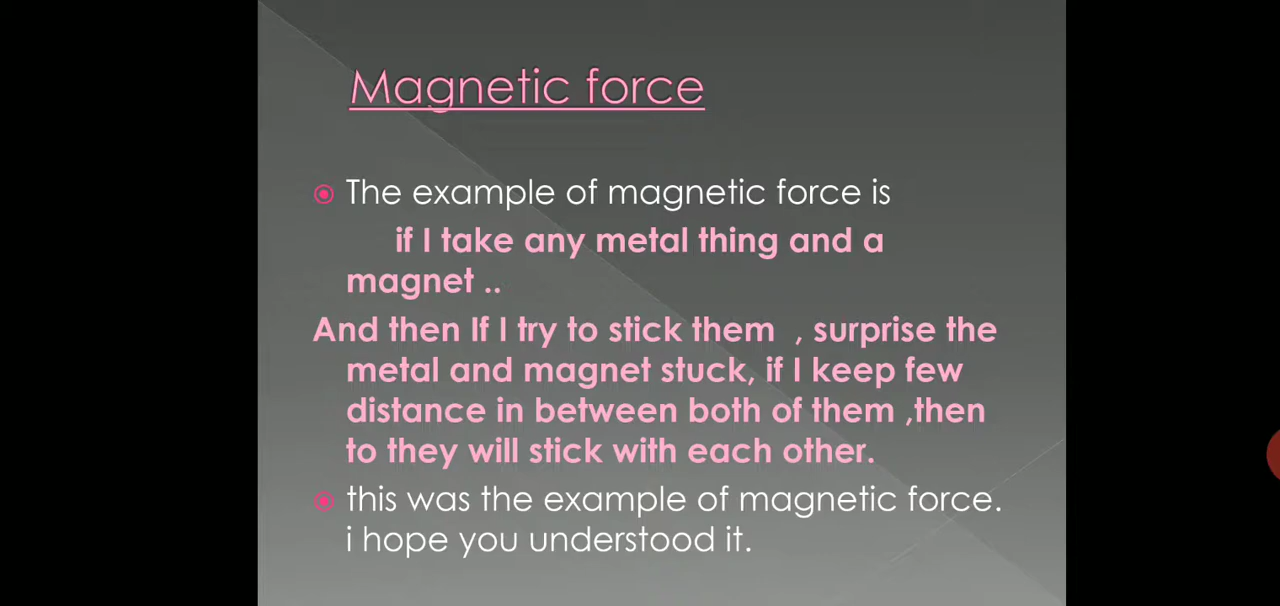 Magnetic force
The example of magnetic force is
if I take any metal thing and a
magnet ..
And then If I try to stick them , surprise the
metal and magnet stuck, if I keep few
distance in between both of them ,then
to they will stick with each other.
this was the example of magnetic force.
i hope you understood it.